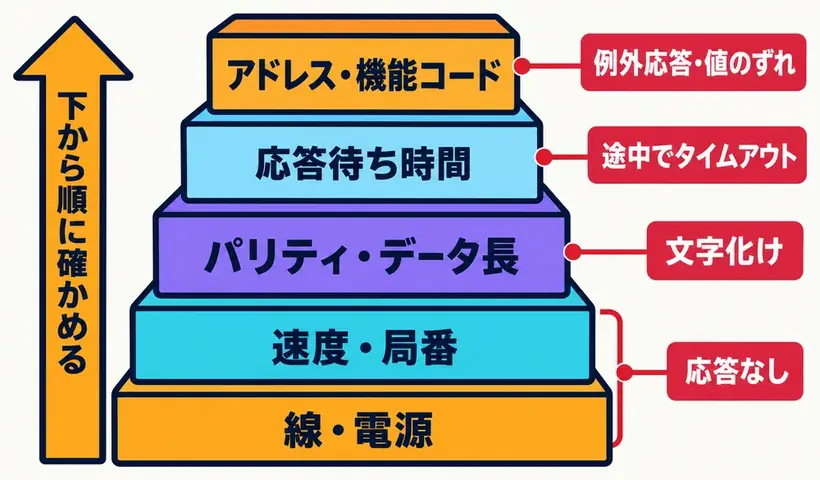 下から順に確かめる
アドレス・機能コード
例外応答・値のずれ
応答待ち時間
途中でタイムアウト
パリティ・データ長
文字化け
速度・局番
応答なし
線・電源